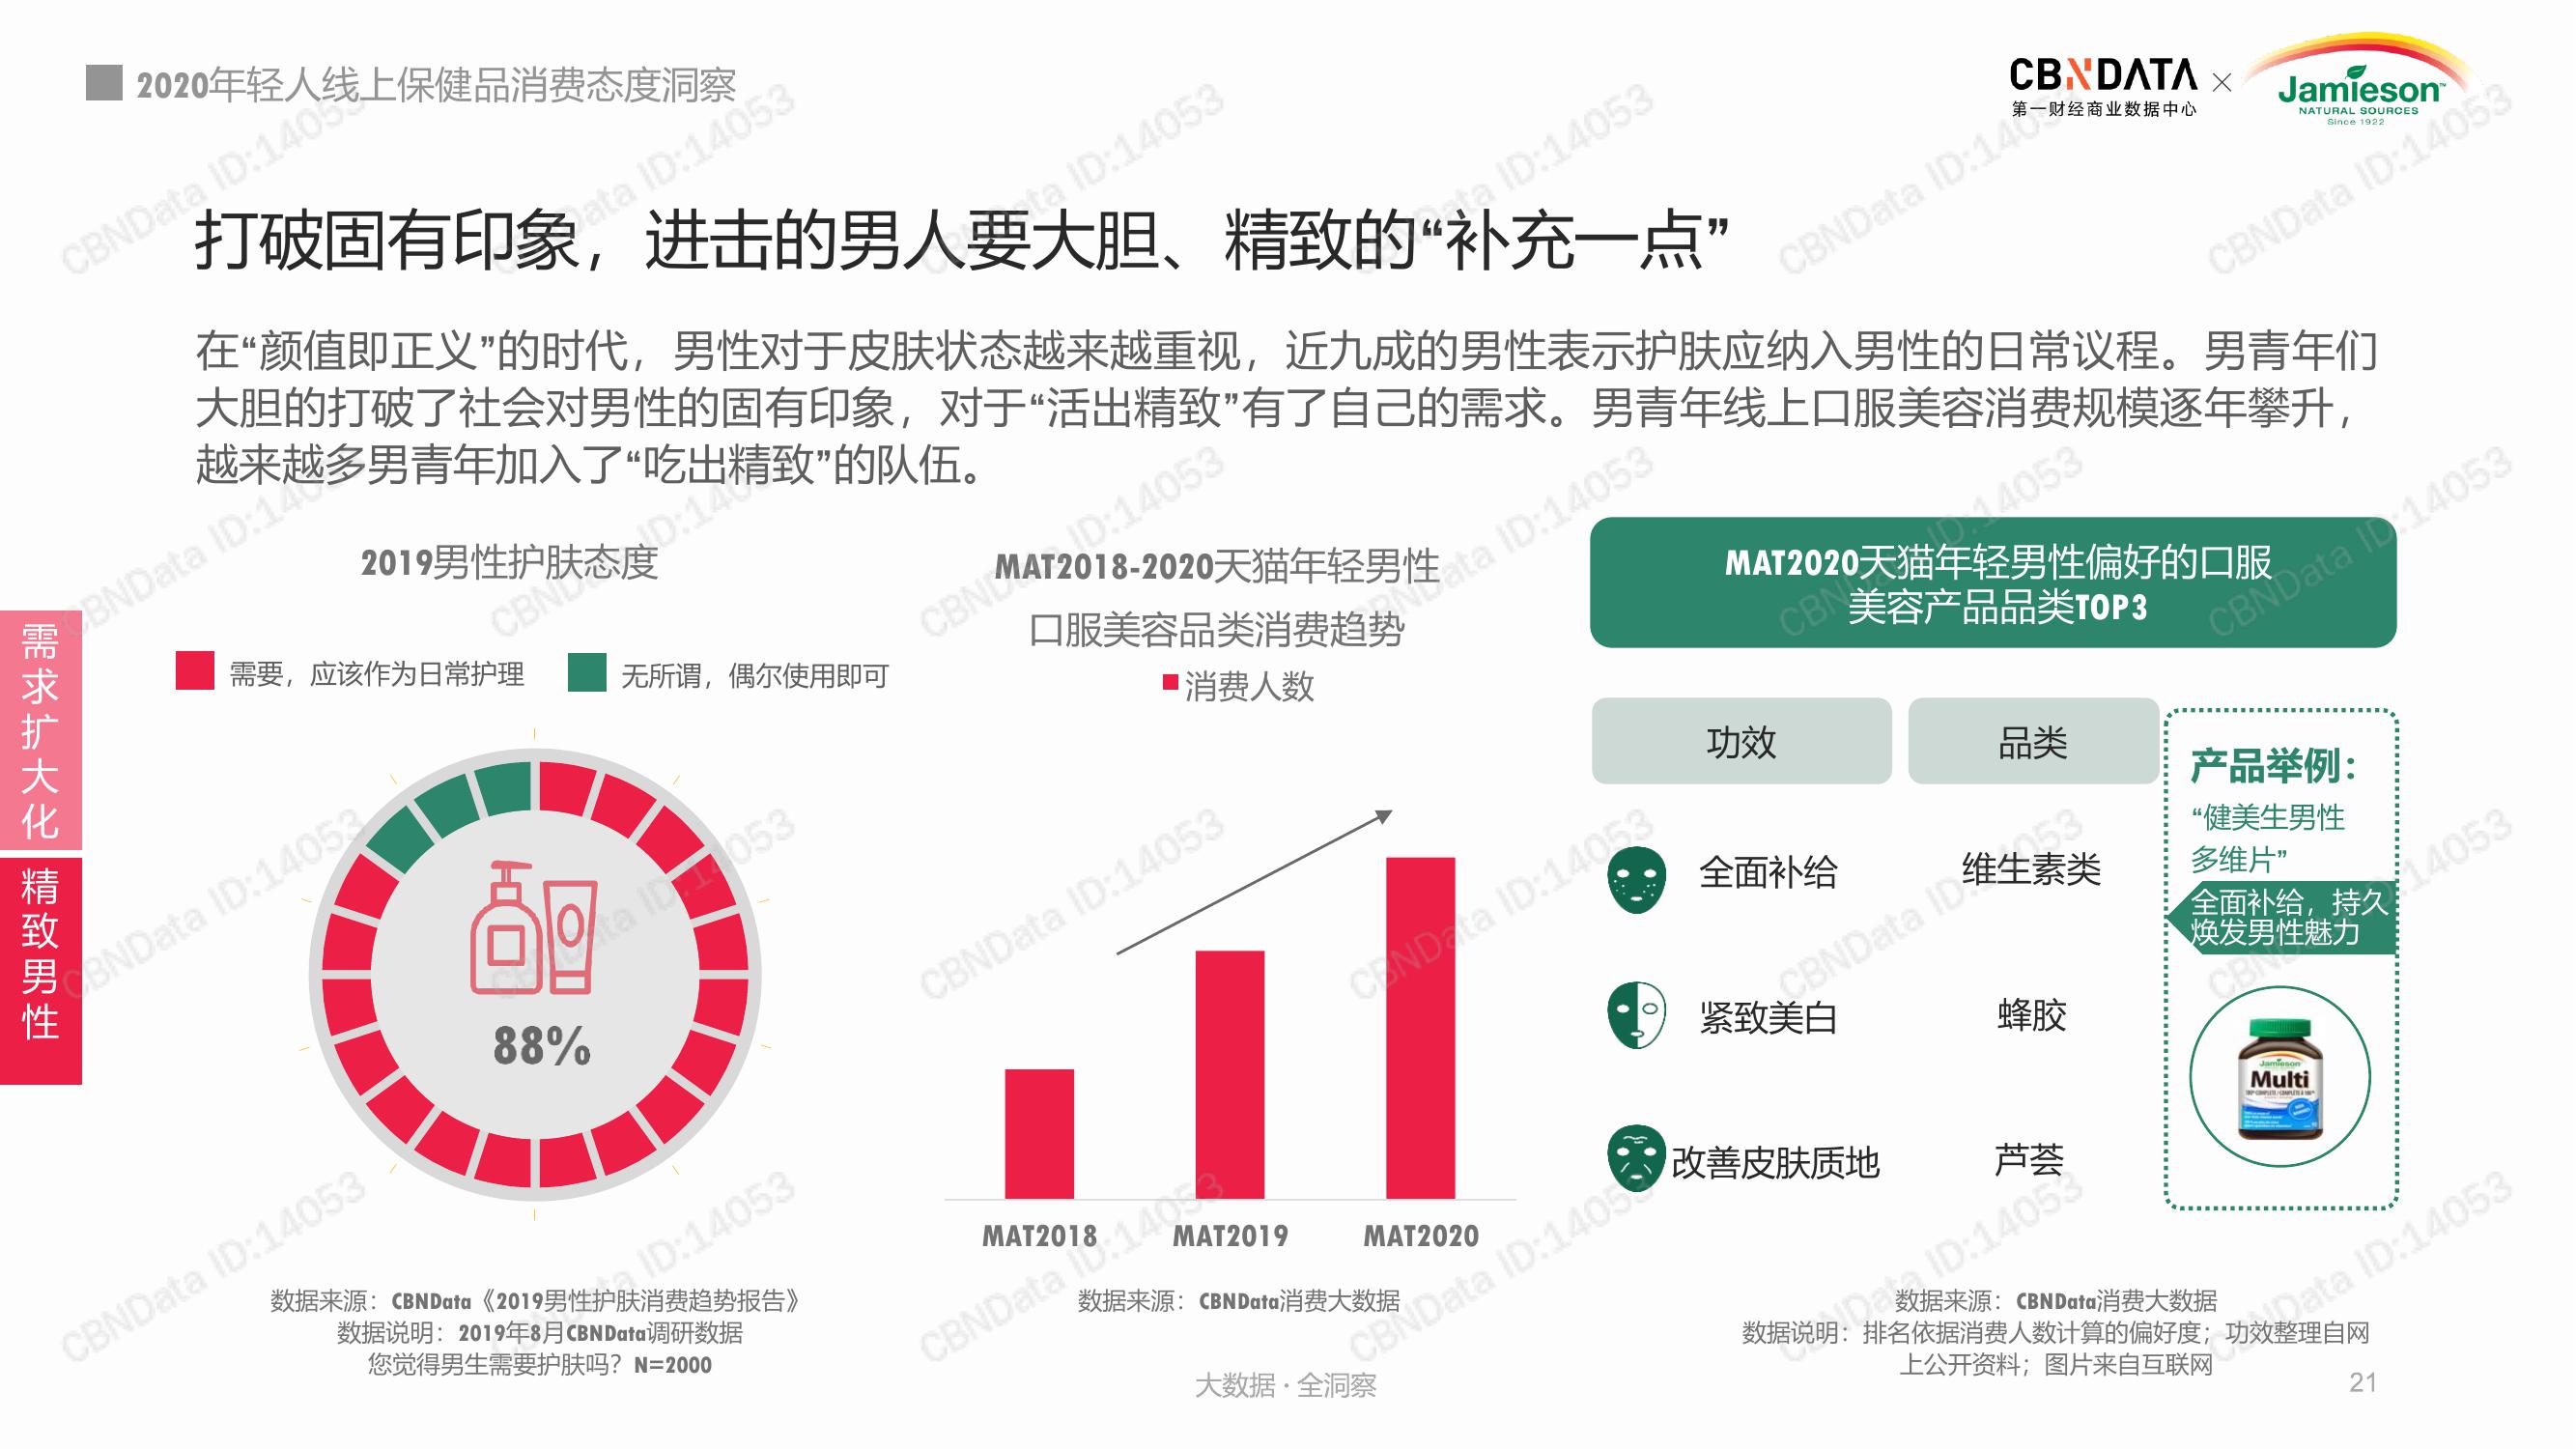 2020年轻人线上保健品消费态度洞察
CBNDATA
第一财经商业数据中心
×
Jamieson™
NATURAL SOURCES
Since 1922
打破固有印象，进击的男人要大胆、精致的“补充一点”
在“颜值即正义”的时代，男性对于皮肤状态越来越重视，近九成的男性表示护肤应纳入男性的日常议程。男青年们
大胆的打破了社会对男性的固有印象，对于“活出精致”有了自己的需求。男青年线上口服美容消费规模逐年攀升，
越来越多男青年加入了“吃出精致”的队伍。
需求扩大化
精致男性
2019男性护肤态度
需要，应该作为日常护理
无所谓，偶尔使用即可
88%
数据来源：CBNData《2019男性护肤消费趋势报告》
数据说明：2019年8月CBNData调研数据
您觉得男生需要护肤吗？N=2000
MAT2018-2020天猫年轻男性
口服美容品类消费趋势
消费人数
MAT2018
MAT2019
MAT2020
数据来源：CBNData消费大数据
MAT2020天猫年轻男性偏好的口服
美容产品品类TOP3
功效
品类
全面补给
维生素类
紧致美白
蜂胶
改善皮肤质地
芦荟
产品举例：
“健美生男性
多维片”
全面补给，持久
焕发男性魅力
Jamieson
Multi
数据来源：CBNData消费大数据
数据说明：排名依据消费人数计算的偏好度；功效整理自网
上公开资料；图片来自互联网
大数据·全洞察
21
CBNData ID:14053